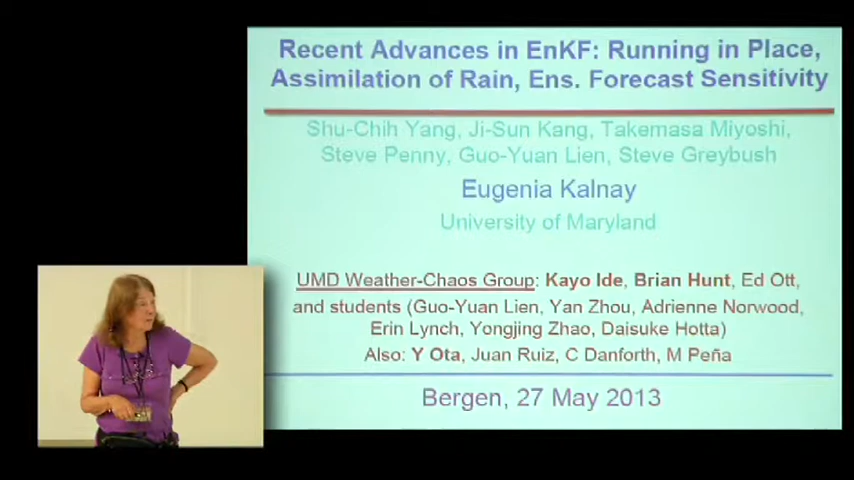 Recent Advances in EnKF: Running in Place,
Assimilation of Rain, Ens. Forecast Sensitivity
Shu-Chih Yang, Ji-Sun Kang, Takemasa Miyoshi,
Steve Penny, Guo-Yuan Lien, Steve Greybush
Eugenia Kalnay
University of Maryland
UMD Weather-Chaos Group: Kayo Ide, Brian Hunt, Ed Ott,
and students (Guo-Yuan Lien, Yan Zhou, Adrienne Norwood,
Erin Lynch, Yongjing Zhao, Daisuke Hotta)
Also: Y Ota, Juan Ruiz, C Danforth, M Peña
Bergen, 27 May 2013